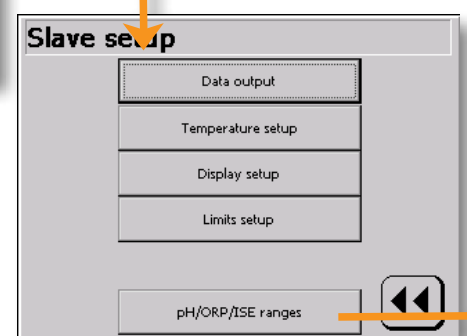 Slave setup
Data output
Temperature setup
Display setup
Limits setup
pH/ORP/ISE ranges